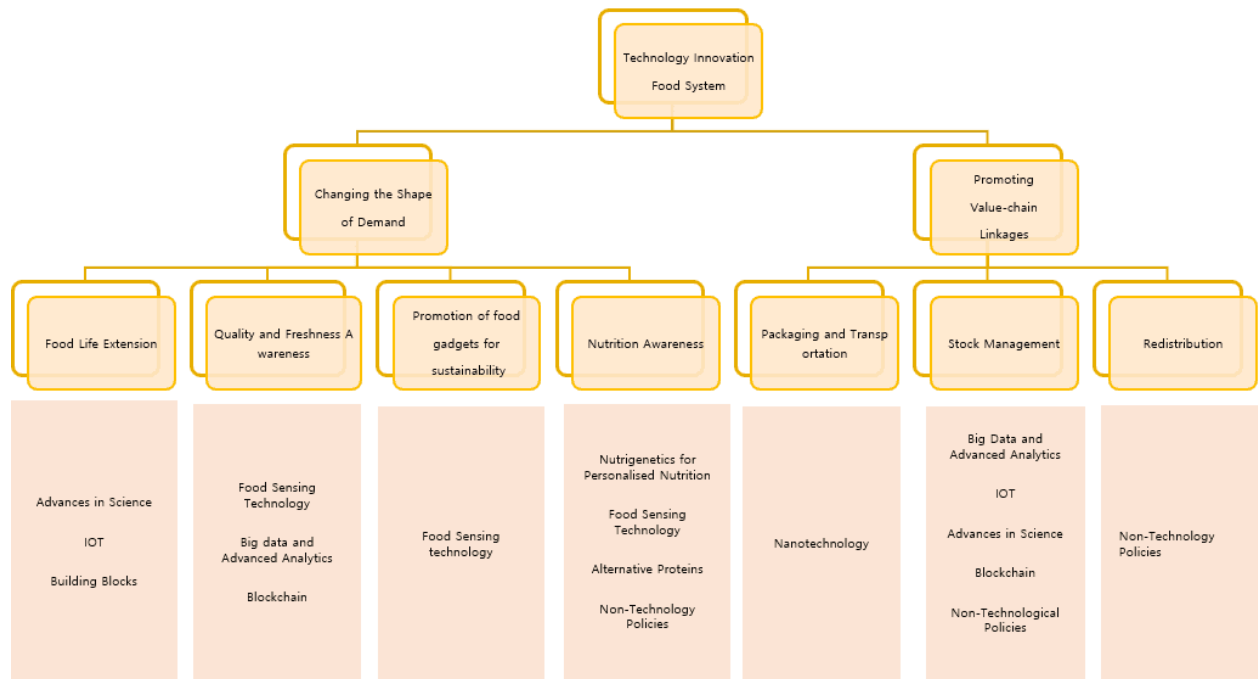 Technology Innovation
Food System
Changing the Shape
of Demand
Promoting
Value-chain
Linkages
Food Life Extension
Quality and Freshness A
wareness
Promotion of food
gadgets for
sustainability
Nutrition Awareness
Packaging and Transp
ortation
Stock Management
Redistribution
Advances in Science
IOT
Building Blocks
Food Sensing
Technology
Big data and
Advanced Analytics
Blockchain
Food Sensing
technology
Nutrigenetics for
Personalised Nutrition
Food Sensing
Technology
Alternative Proteins
Non-Technology
Policies
Nanotechnology
Big Data and
Advanced Analytics
IOT
Advances in Science
Blockchain
Non-Technological
Policies
Non-Technology
Policies